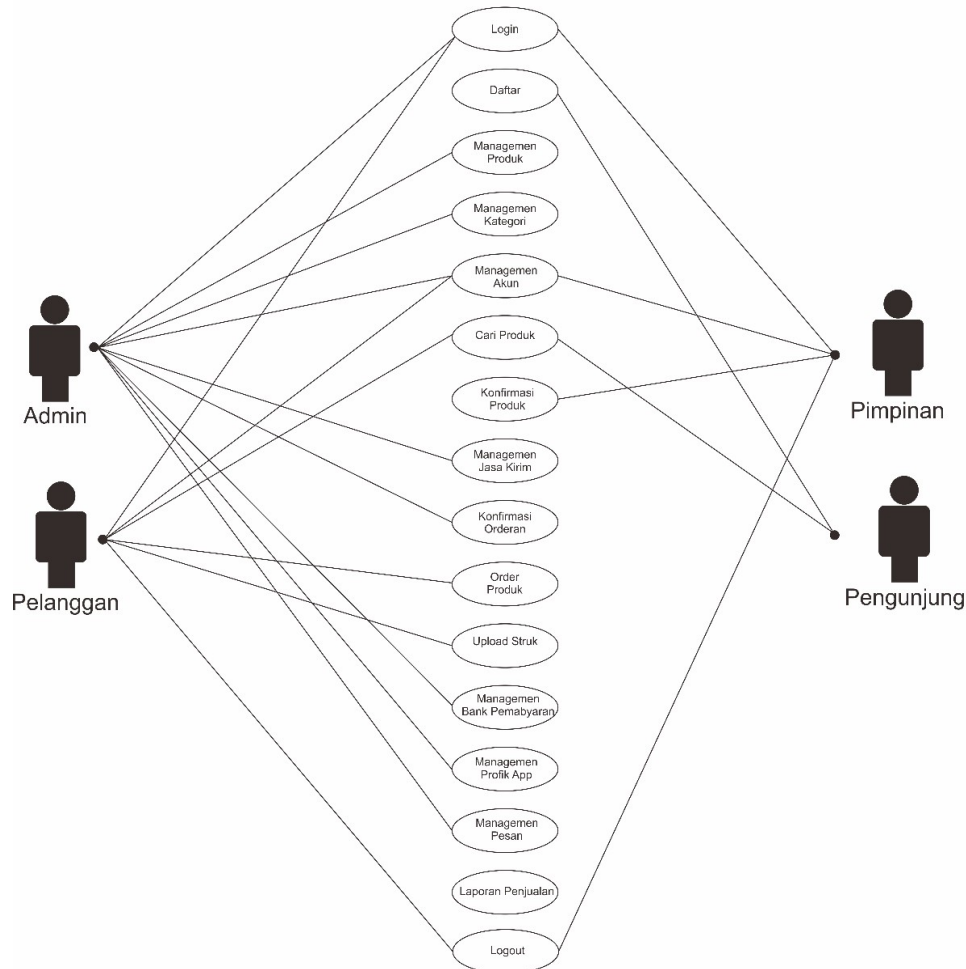 Login
Daftar
Managemen
Produk
Managemen
Kategori
Managemen
Akun
Cari Produk
Konfirmasi
Produk
Managemen
Jasa Kirim
Konfirmasi
Orderan
Order
Produk
Upload Struk
Managemen
Bank Pemabyaran
Managemen
Profik App
Managemen
Pesan
Laporan Penjualan
Logout
Admin
Pelanggan
Pimpinan
Pengunjung